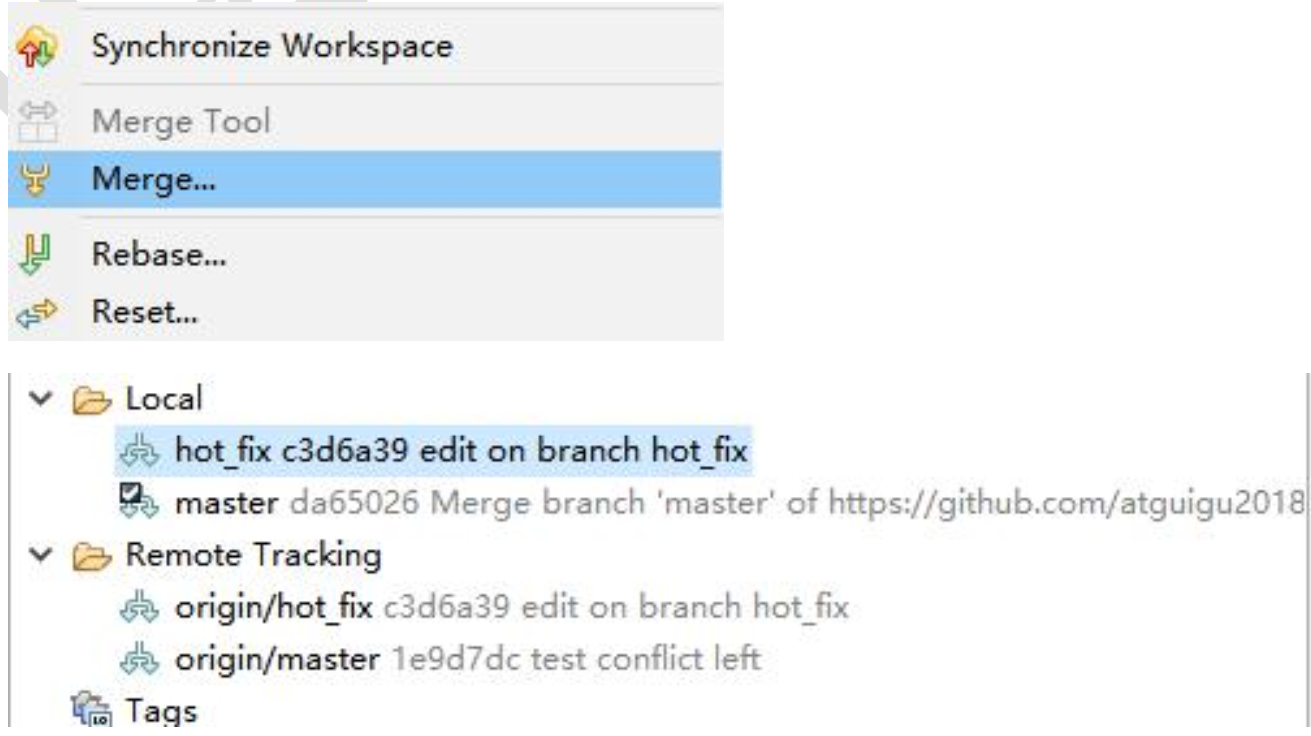 Synchronize Workspace
Merge Tool
Merge...
Rebase...
Reset...
Local
hot_fix c3d6a39 edit on branch hot_fix
master da65026 Merge branch 'master' of https://github.com/atguigu2018
Remote Tracking
origin/hot_fix c3d6a39 edit on branch hot_fix
origin/master 1e9d7dc test conflict left
Tags